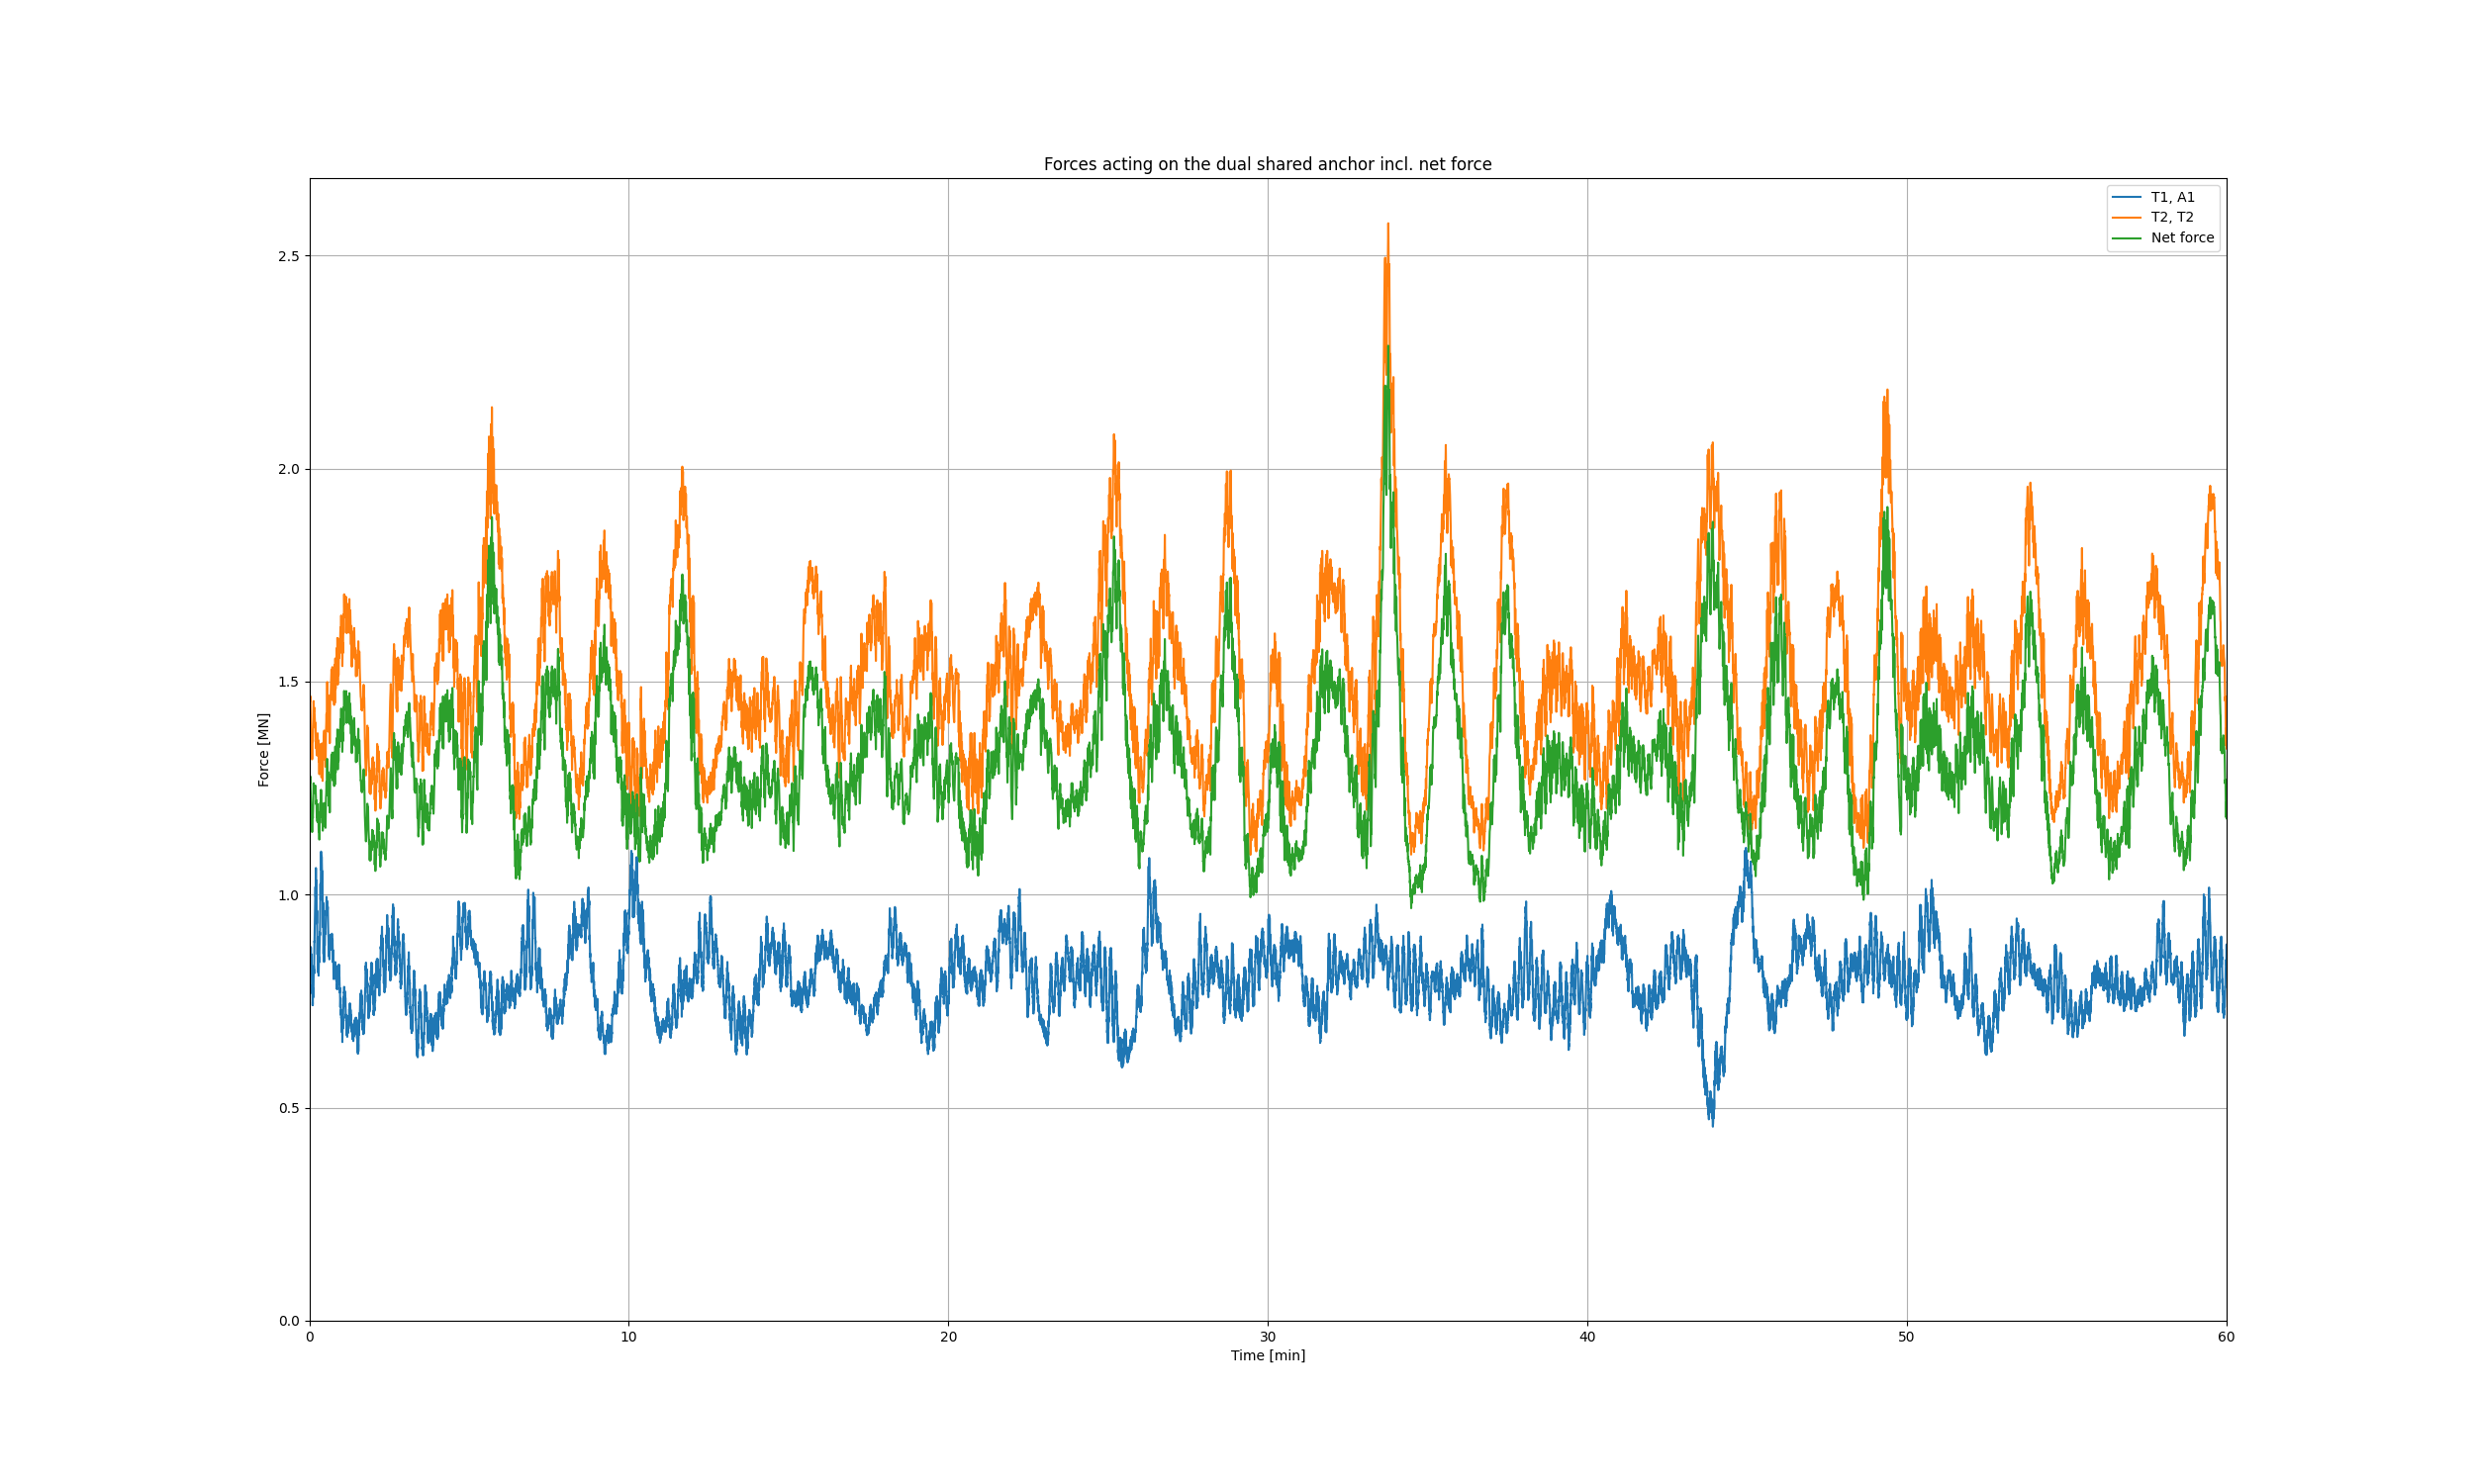 Forces acting on the dual shared anchor incl. net force
T1, A1
T2, T2
Net force
2.5
2.0
1.5
1.0
0.5
0.0
Force [MN]
0 10 20 30 40 50 60
Time [min]